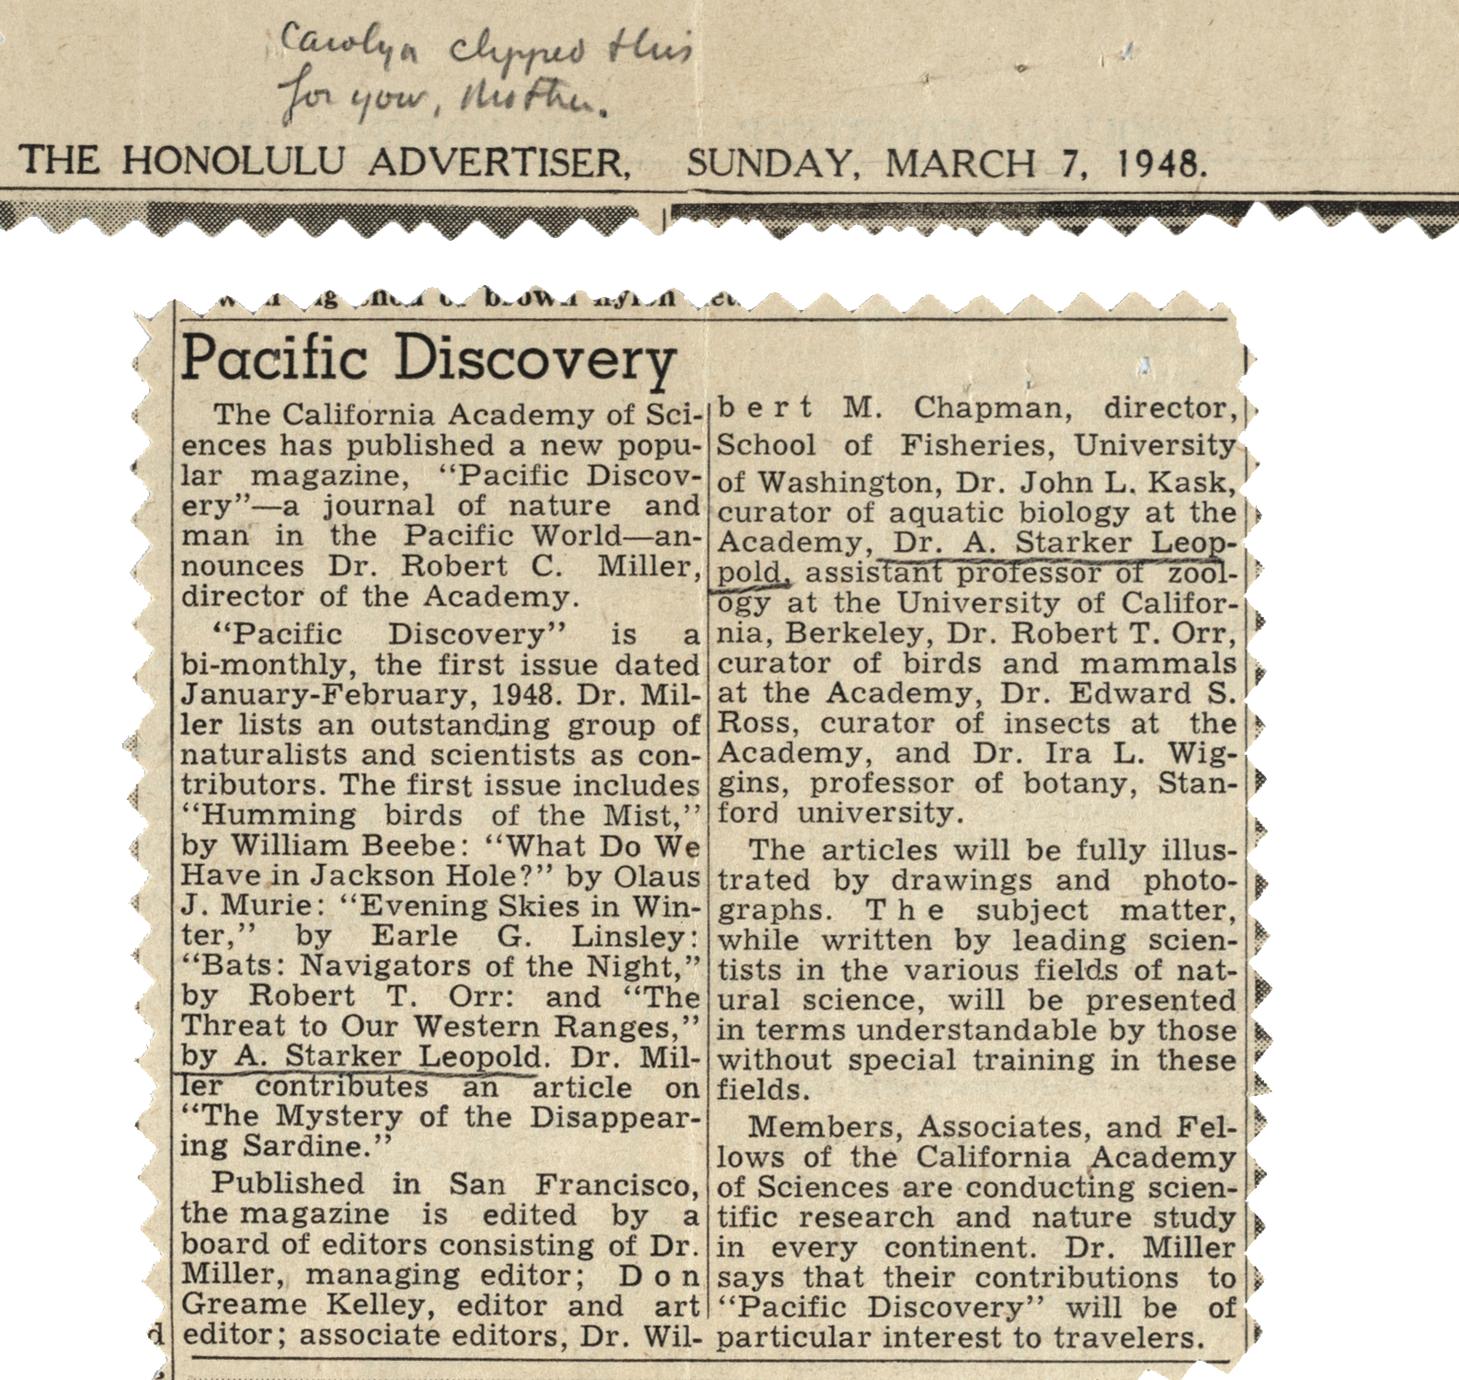 Carolyn clipped this
for you, Mother.
THE HONOLULU ADVERTISER, SUNDAY, MARCH 7, 1948.
brown nylon
Pacific Discovery
The California Academy of Sci-
ences has published a new popu-
lar magazine, “Pacific Discov-
ery”—a journal of nature and
man in the Pacific World—an-
nounces Dr. Robert C. Miller,
director of the Academy.
“Pacific Discovery” is a
bi-monthly, the first issue dated
January-February, 1948. Dr. Mil-
ler lists an outstanding group of
naturalists and scientists as con-
tributors. The first issue includes
“Humming birds of the Mist,”
by William Beebe: “What Do We
Have in Jackson Hole?” by Olaus
J. Murie: “Evening Skies in Win-
ter,” by Earle G. Linsley:
“Bats: Navigators of the Night,”
by Robert T. Orr: and “The
Threat to Our Western Ranges,”
by A. Starker Leopold. Dr. Mil-
ler contributes an article on
“The Mystery of the Disappear-
ing Sardine.”
Published in San Francisco,
the magazine is edited by a
board of editors consisting of Dr.
Miller, managing editor; Don
Greame Kelley, editor and art
editor; associate editors, Dr. Wil-
bert M. Chapman, director,
School of Fisheries, University
of Washington, Dr. John L. Kask,
curator of aquatic biology at the
Academy, Dr. A. Starker Leop-
pold, assistant professor of zool-
ogy at the University of Califor-
nia, Berkeley, Dr. Robert T. Orr,
curator of birds and mammals
at the Academy, Dr. Edward S.
Ross, curator of insects at the
Academy, and Dr. Ira L. Wig-
gins, professor of botany, Stan-
ford university.
The articles will be fully illus-
trated by drawings and photo-
graphs. The subject matter,
while written by leading scien-
tists in the various fields of nat-
ural science, will be presented
in terms understandable by those
without special training in these
fields.
Members, Associates, and Fel-
lows of the California Academy
of Sciences are conducting scien-
tific research and nature study
in every continent. Dr. Miller
says that their contributions to
“Pacific Discovery” will be of
particular interest to travelers.